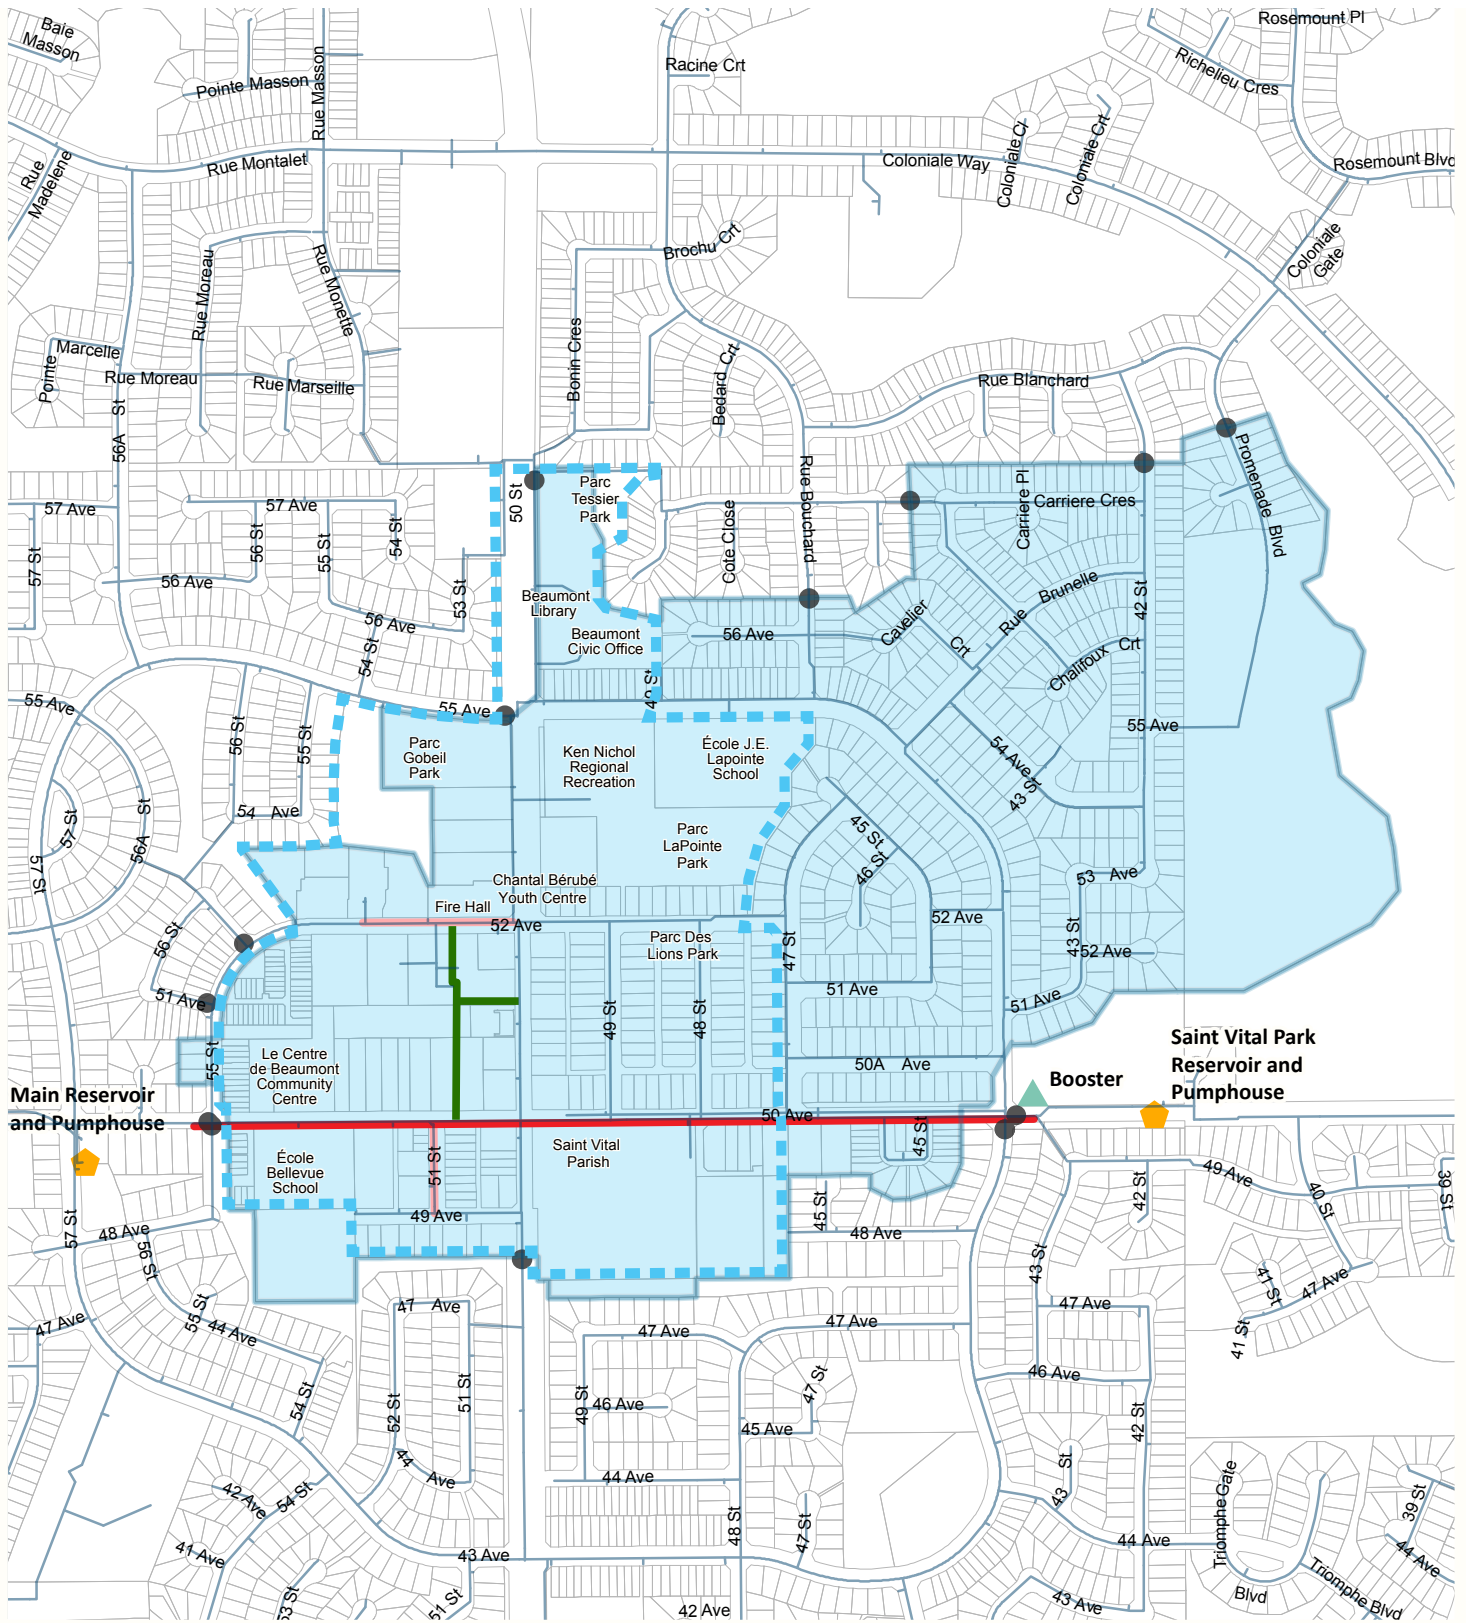 Baie
Masson
Pointe Masson
Rue Masson
Racine Crt
Rosemount Pl
Richelieu Cres
Rue
Madelene
Rue Montalet
Coloniale Way
Coloniale Cl
Coloniale Crt
Rosemount Blvd
Rue Moreau
Rue Monette
Brochu Crt
Coloniale
Gate
Marcelle
Pointe
Rue Moreau
Rue Marseille
Bonin Cres
Bedard Crt
Rue Blanchard
56A St
57 Ave
57 Ave
57 St
56 St
55 St
54 St
50 St
Parc
Tessier
Park
Cote Close
Rue Bouchard
Carriere Pl
Carriere Cres
Promenade Blvd
56 Ave
56 Ave
53 St
54 St
Beaumont
Library
Beaumont
Civic Office
56 Ave
Cavelier
Crt
Rue
Brunelle
42 St
Chalifoux
Crt
55 Ave
55 Ave
49 St
55 Ave
56 St
55 St
Parc
Gobeil
Park
Ken Nichol
Regional
Recreation
École J.E.
Lapointe
School
54 Ave
43 St
54 Ave
57 St
56A St
57 St
Parc
LaPointe
Park
45 St
46 St
53 Ave
Chantal Bérubé
Youth Centre
Fire Hall
52 Ave
52 Ave
56 St
Parc Des
Lions Park
47 St
43 St
52 Ave
51 Ave
51 Ave
51 Ave
49 St
48 St
55 St
Le Centre
de Beaumont
Community
Centre
50A Ave
Saint Vital Park
Reservoir and
Pumphouse
Booster
Main Reservoir
and Pumphouse
50 Ave
45 St
École
Bellevue
School
51 St
Saint Vital
Parish
49 Ave
42 St
40 St
39 St
57 St
48 Ave
49 Ave
45 St
48 Ave
56 St
43 St
41 St
47 Ave
55 St
44 Ave
47 Ave
47 Ave
47 Ave
47 Ave
47 Ave
41 St
46 Ave
54 St
52 St
51 St
49 St
46 Ave
47 St
45 Ave
42 St
44 Ave
44 Ave
43 St
Triomphe Gate
39 St
42 Ave
54 St
48 St
47 St
44 Ave
44 Ave
41 Ave
43 Ave
53 St
51 St
42 Ave
43 Ave
Blvd
Triomphe Blvd